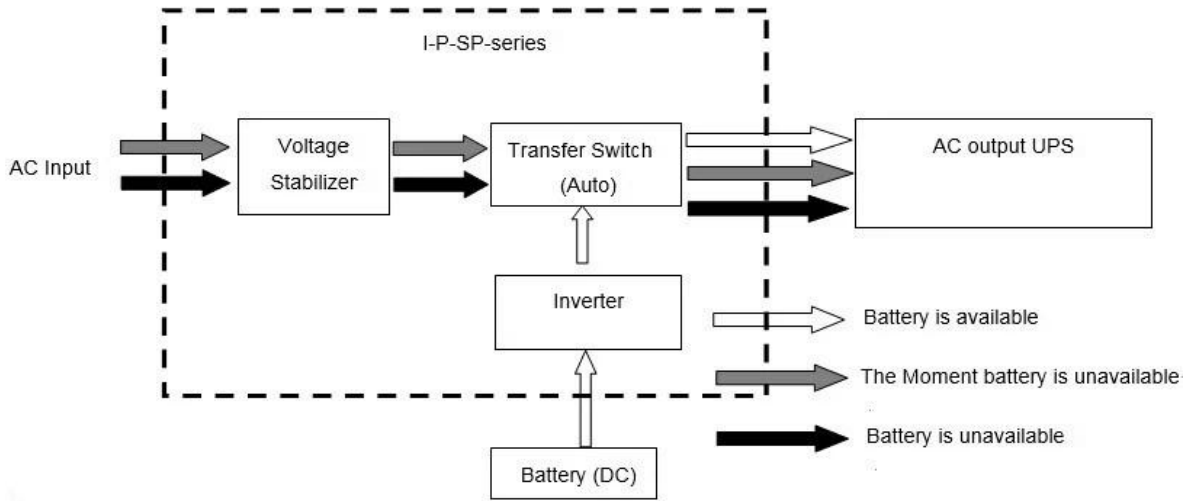 I-P-SP-series
AC Input
Voltage
Stabilizer
Transfer Switch
(Auto)
AC output UPS
Inverter
Battery (DC)
Battery is available
The Moment battery is unavailable
Battery is unavailable